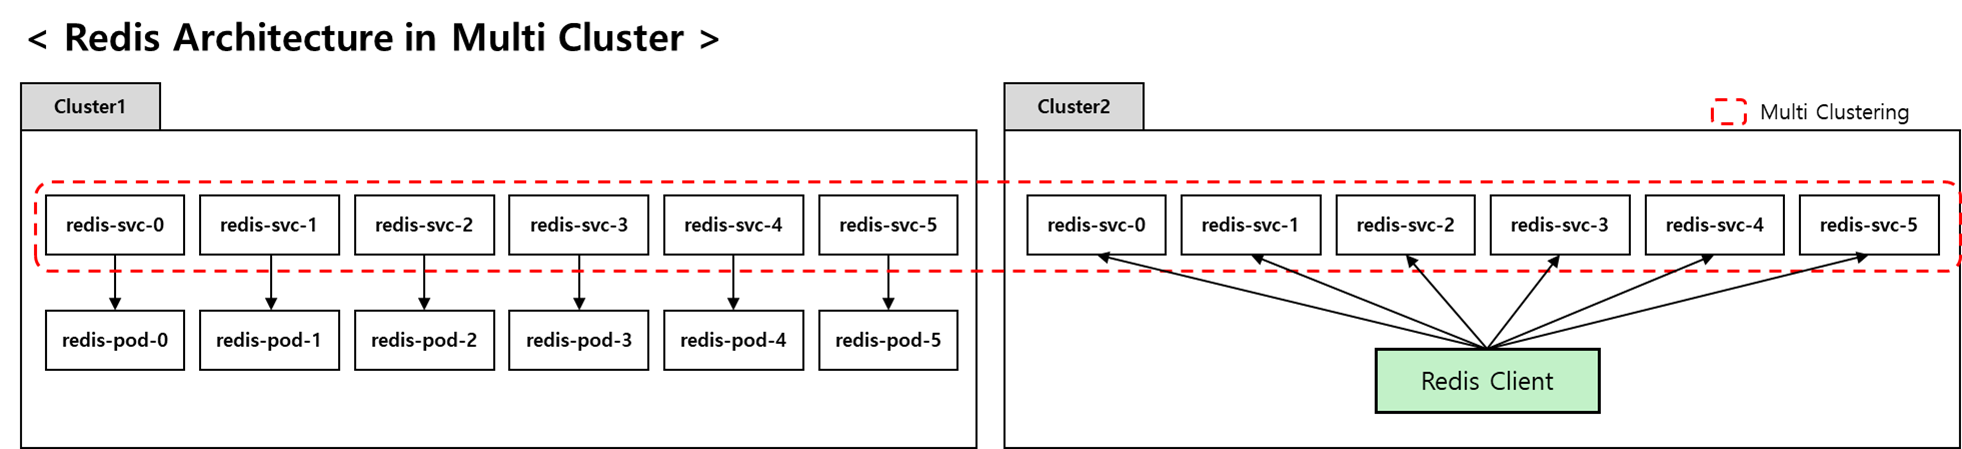 < Redis Architecture in Multi Cluster >
Cluster1
redis-svc-0 redis-svc-1 redis-svc-2 redis-svc-3 redis-svc-4 redis-svc-5
redis-pod-0 redis-pod-1 redis-pod-2 redis-pod-3 redis-pod-4 redis-pod-5
Cluster2
Multi Clustering
redis-svc-0 redis-svc-1 redis-svc-2 redis-svc-3 redis-svc-4 redis-svc-5
Redis Client